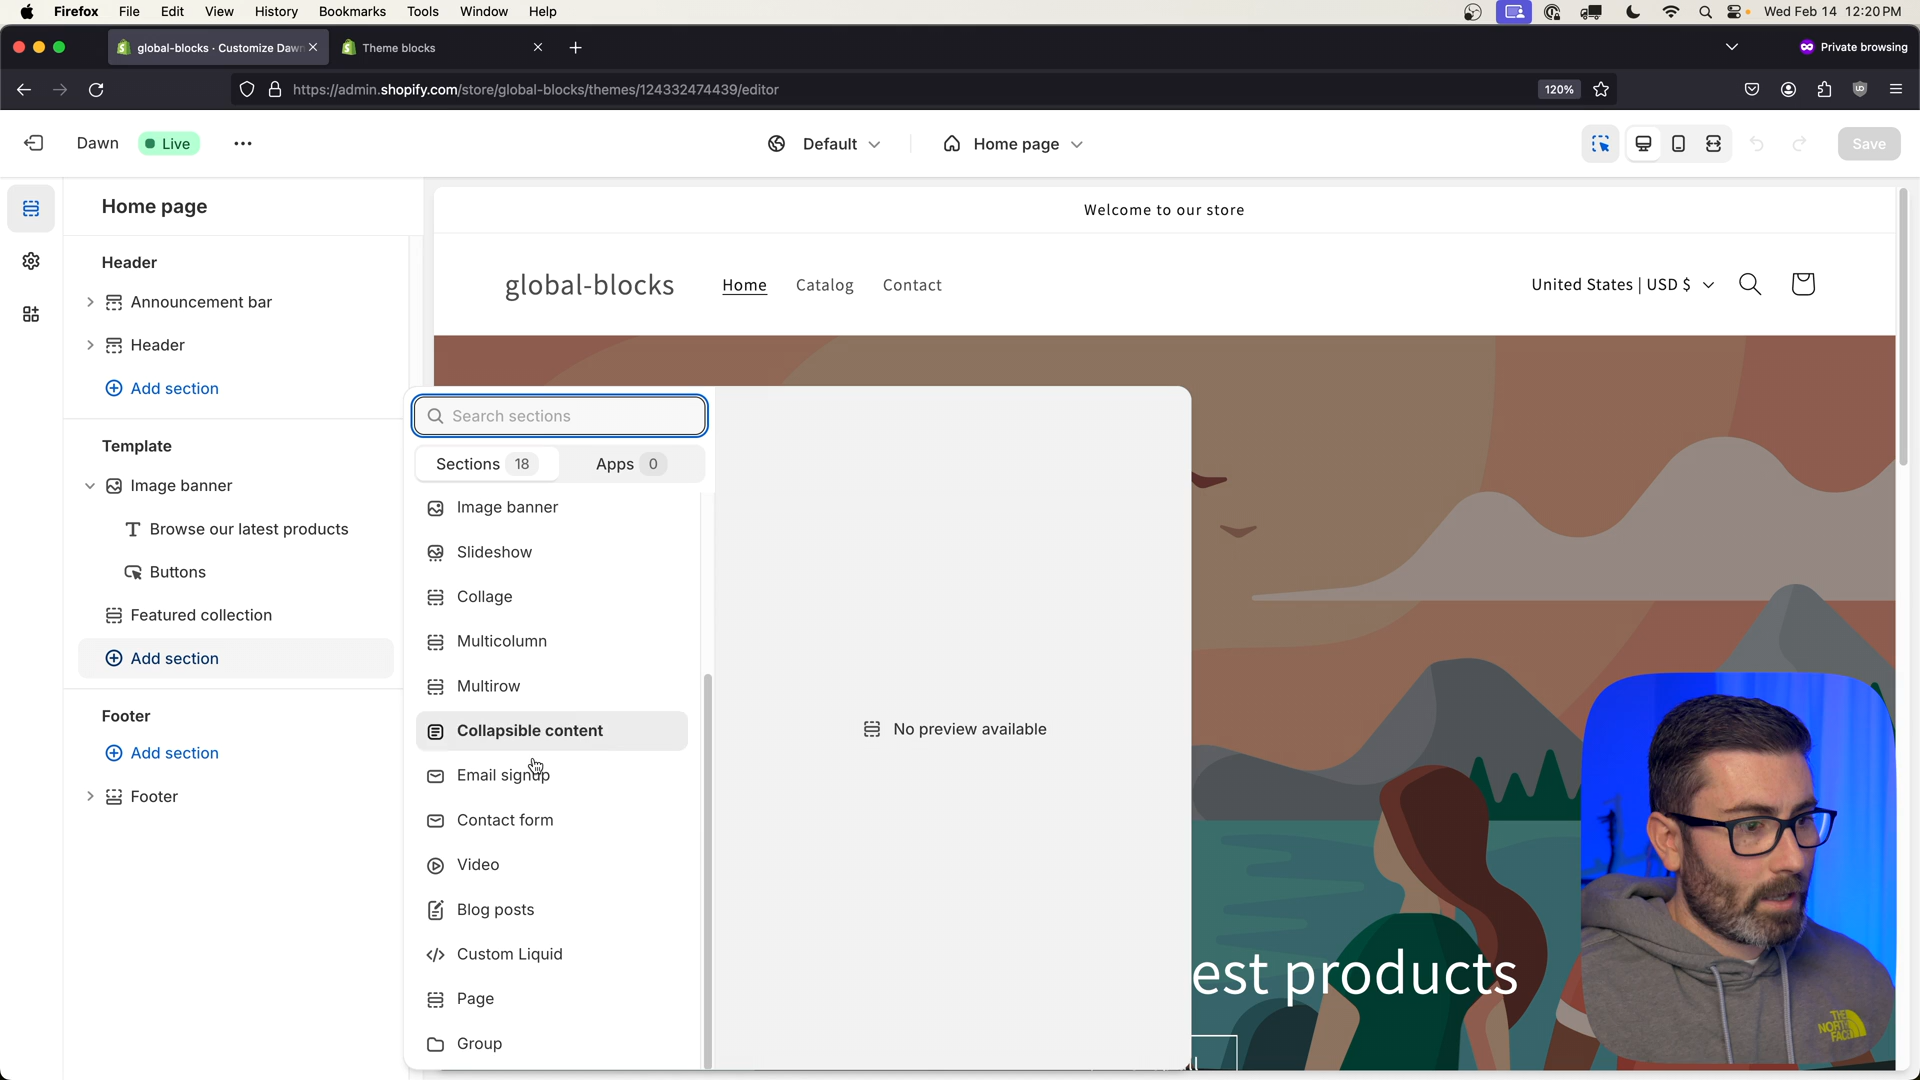 Firefox File Edit View History Bookmarks Tools Window Help
Wed Feb 14 12:20 PM
global-blocks · Customize Dawn
Theme blocks
Private browsing
https://admin.shopify.com/store/global-blocks/themes/124332474439/editor
120%
Dawn
Live
Default
Home page
Save
Home page
Header
Announcement bar
Header
Add section
Template
Image banner
Browse our latest products
Buttons
Featured collection
Add section
Footer
Add section
Footer
Search sections
Sections 18
Apps 0
Image banner
Slideshow
Collage
Multicolumn
Multirow
Collapsible content
Email signup
Contact form
Video
Blog posts
Custom Liquid
Page
Group
No preview available
Welcome to our store
global-blocks
Home
Catalog
Contact
United States | USD $
est products
THE NORTH FACE